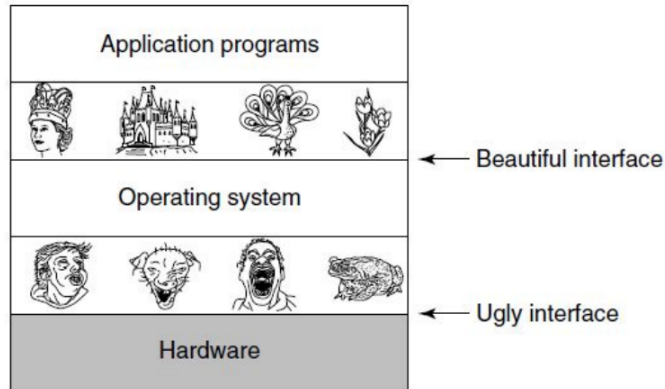 Application programs
Beautiful interface
Operating system
Ugly interface
Hardware